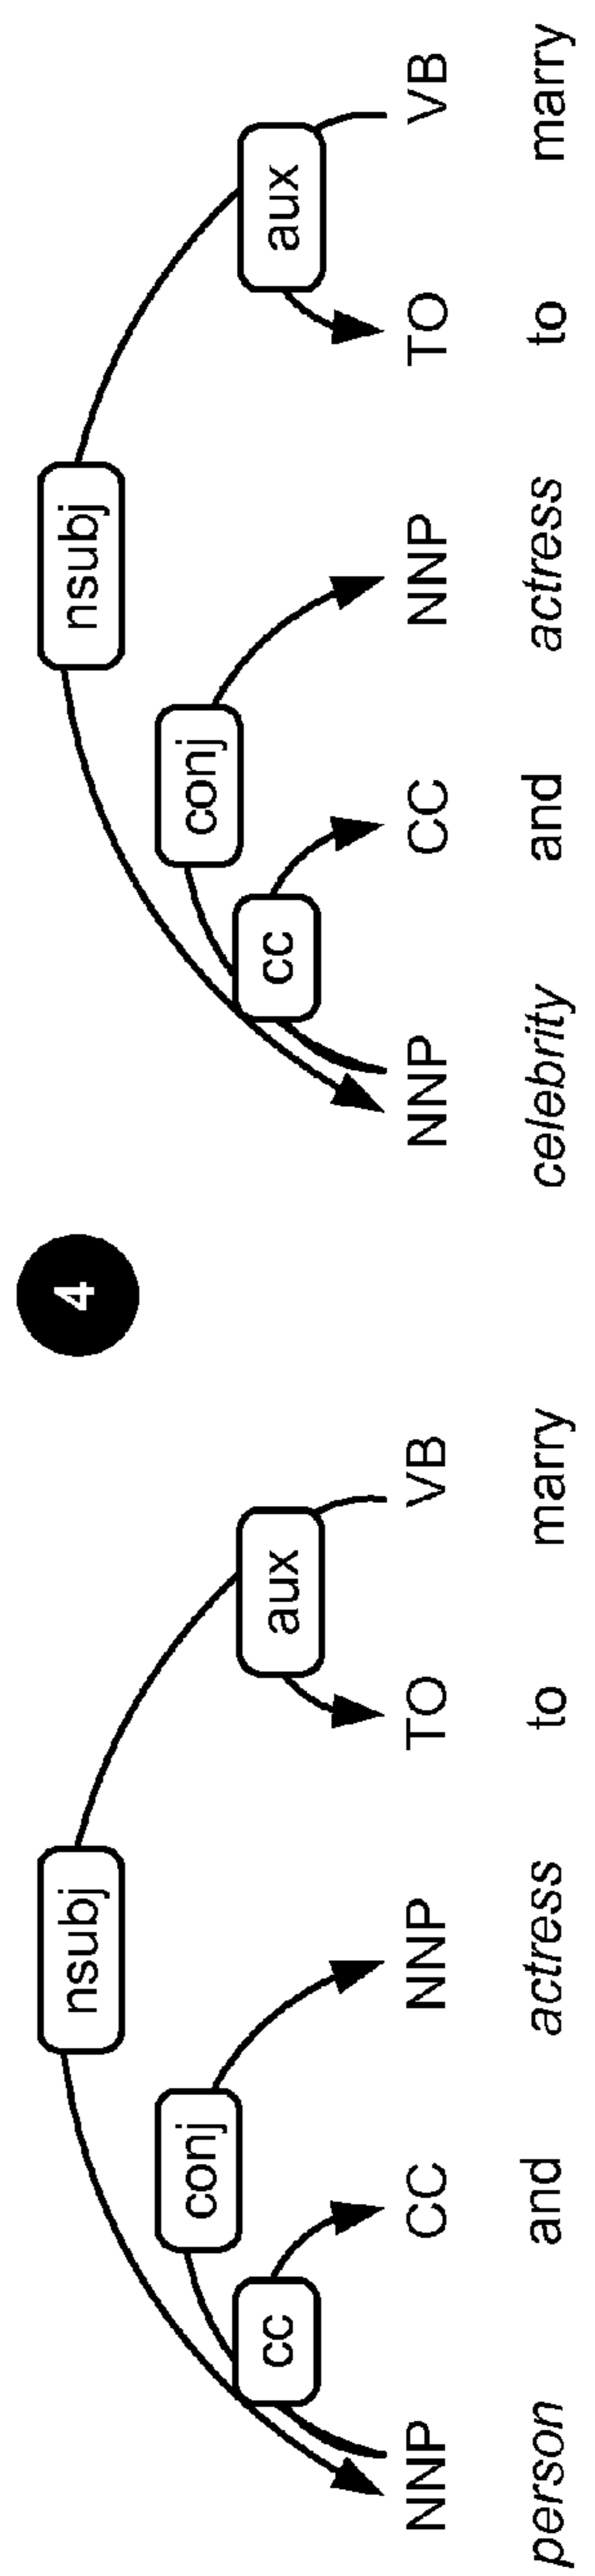 nsubj
conj
cc
aux
NNP CC NNP TO VB
person and actress to marry
4
nsubj
conj
cc
aux
NNP CC NNP TO VB
celebrity and actress to marry